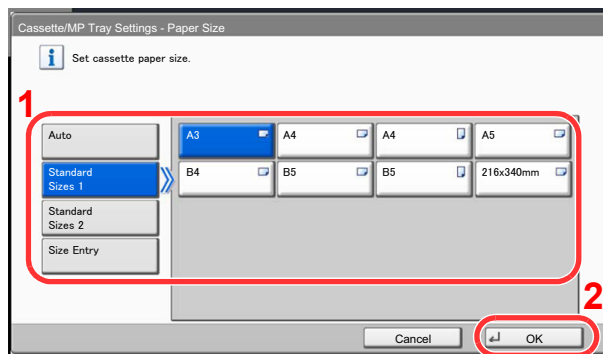 Cassette/MP Tray Settings - Paper Size
Set cassette paper size.
1
Auto
A3
A4
A4
A5
Standard
Sizes 1
B4
B5
B5
216x340mm
Standard
Sizes 2
Size Entry
2
Cancel
OK